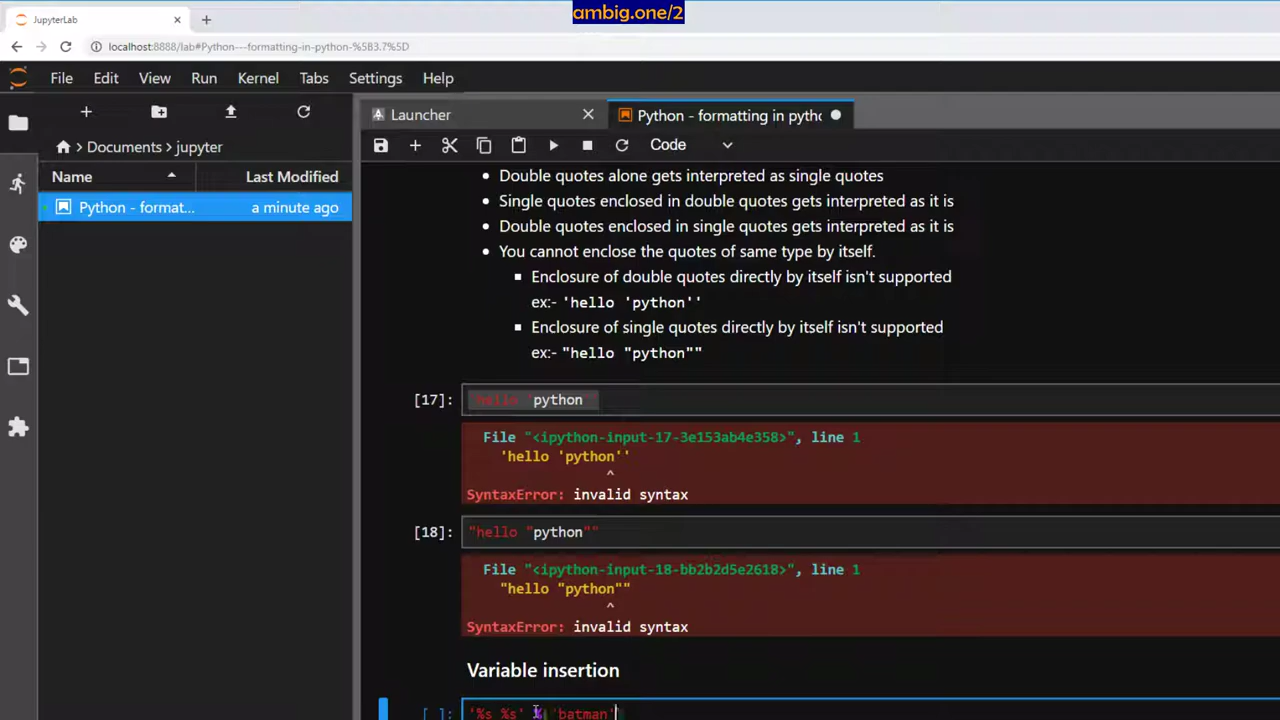 ambig.one/2
JupyterLab
localhost:8888/lab#Python---formatting-in-python-%5B3.7%5D
File Edit View Run Kernel Tabs Settings Help
Launcher Python - formatting in pytho
Documents > jupyter
Code
Name Last Modified
Python - format... a minute ago
• Double quotes alone gets interpreted as single quotes
• Single quotes enclosed in double quotes gets interpreted as it is
• Double quotes enclosed in single quotes gets interpreted as it is
• You cannot enclose the quotes of same type by itself.
▪ Enclosure of double quotes directly by itself isn't supported
ex:- 'hello 'python''
▪ Enclosure of single quotes directly by itself isn't supported
ex:- "hello "python""
[17]: 'hello 'python''
File "<ipython-input-17-3e153ab4e358>", line 1
'hello 'python''
^
SyntaxError: invalid syntax
[18]: "hello "python""
File "<ipython-input-18-bb2b2d5e2618>", line 1
"hello "python""
^
SyntaxError: invalid syntax
Variable insertion
[ ]: '%s %s' % 'batman'